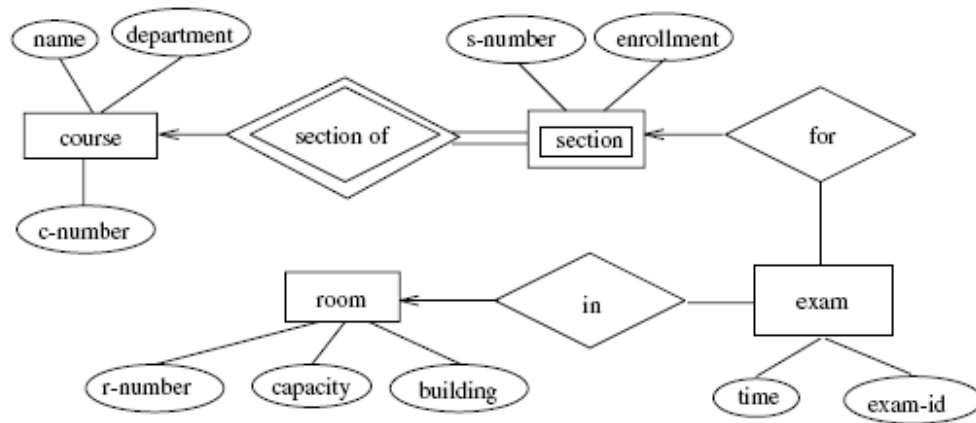 name
department
s-number
enrollment
course
section of
section
for
c-number
room
in
exam
r-number
capacity
building
time
exam-id